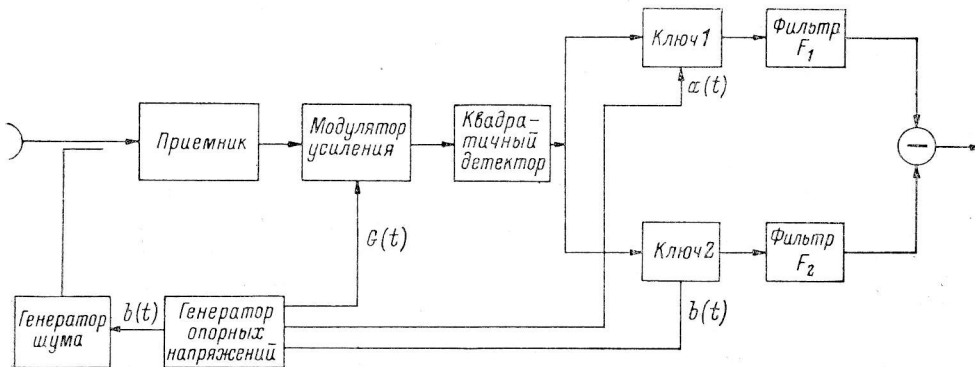 Ключ 1
Фильтр
F₁
a(t)
Приемник
Модулятор
усиления
Квадра-
тичный
детектор
G(t)
Ключ 2
Фильтр
F₂
b(t)
b(t)
Генератор
шума
Генератор
опорных
напряжений